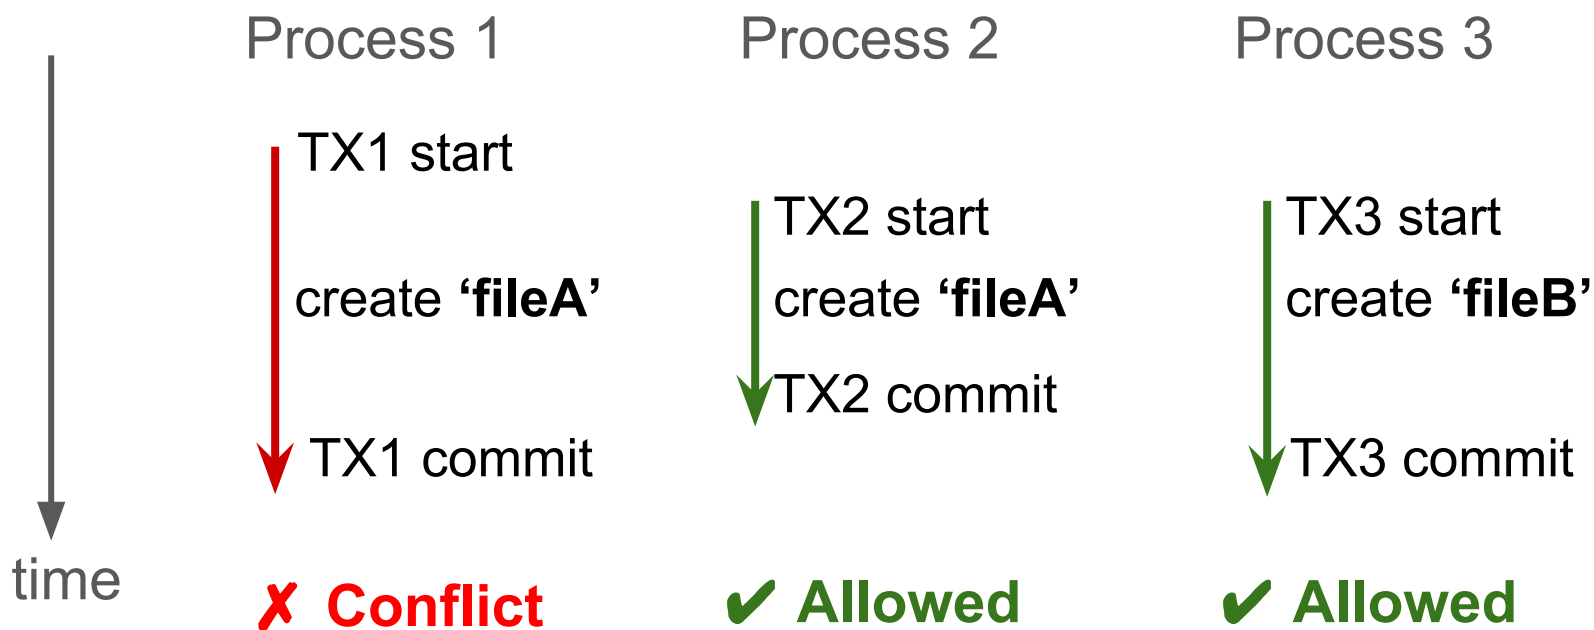 Process 1
Process 2
Process 3
TX1 start
TX2 start
TX3 start
create ‘fileA’
create ‘fileA’
create ‘fileB’
TX2 commit
TX1 commit
TX3 commit
time
✗ Conflict
✔ Allowed
✔ Allowed